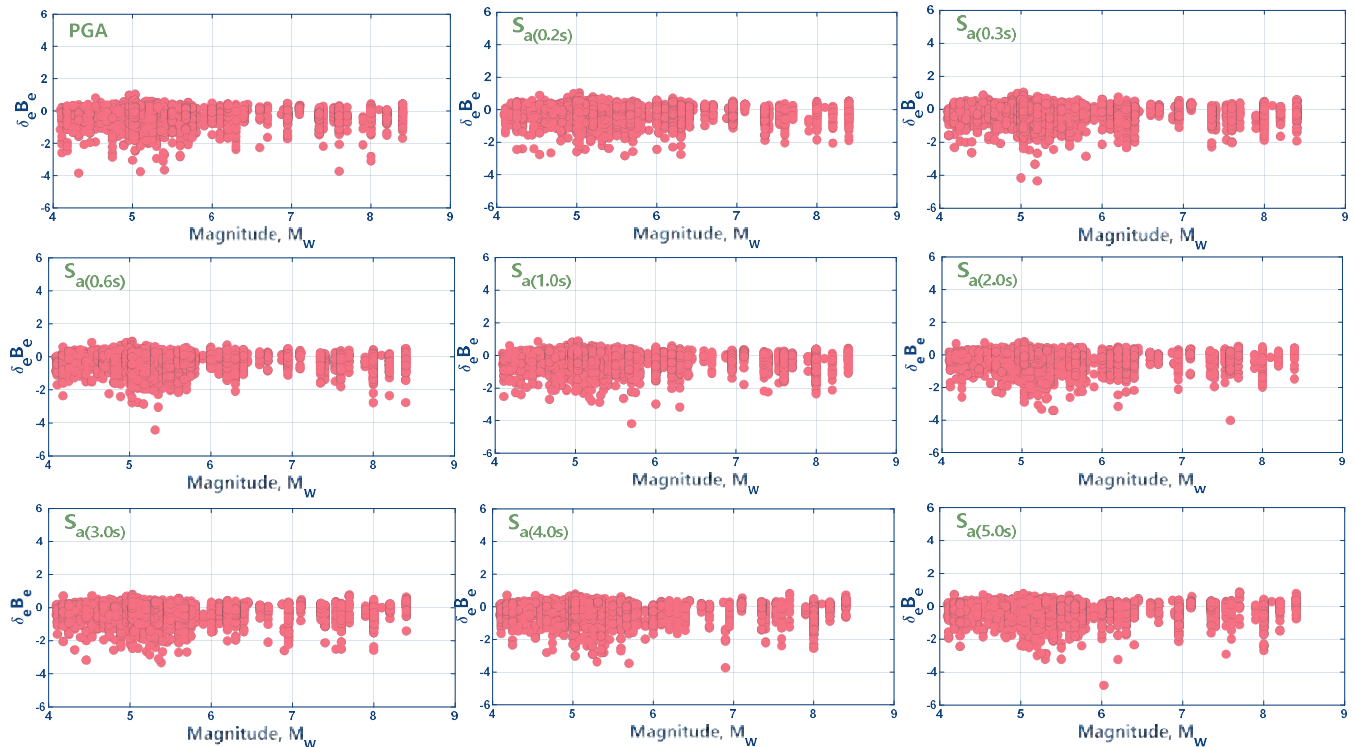 PGA
6
4
2
0
-2
-4
-6
δeBe
4 5 6 7 8 9
Magnitude, Mw
Sa(0.2s)
6
4
2
0
-2
-4
-6
δeBe
4 5 6 7 8 9
Magnitude, Mw
Sa(0.3s)
6
4
2
0
-2
-4
-6
δeBe
4 5 6 7 8 9
Magnitude, Mw
Sa(0.6s)
6
4
2
0
-2
-4
-6
δeBe
4 5 6 7 8 9
Magnitude, Mw
Sa(1.0s)
6
4
2
0
-2
-4
-6
δeBe
4 5 6 7 8 9
Magnitude, Mw
Sa(2.0s)
6
4
2
0
-2
-4
-6
δeBe
4 5 6 7 8 9
Magnitude, Mw
Sa(3.0s)
6
4
2
0
-2
-4
-6
δeBe
4 5 6 7 8 9
Magnitude, Mw
Sa(4.0s)
6
4
2
0
-2
-4
-6
δeBe
4 5 6 7 8 9
Magnitude, Mw
Sa(5.0s)
6
4
2
0
-2
-4
-6
δeBe
4 5 6 7 8 9
Magnitude, Mw